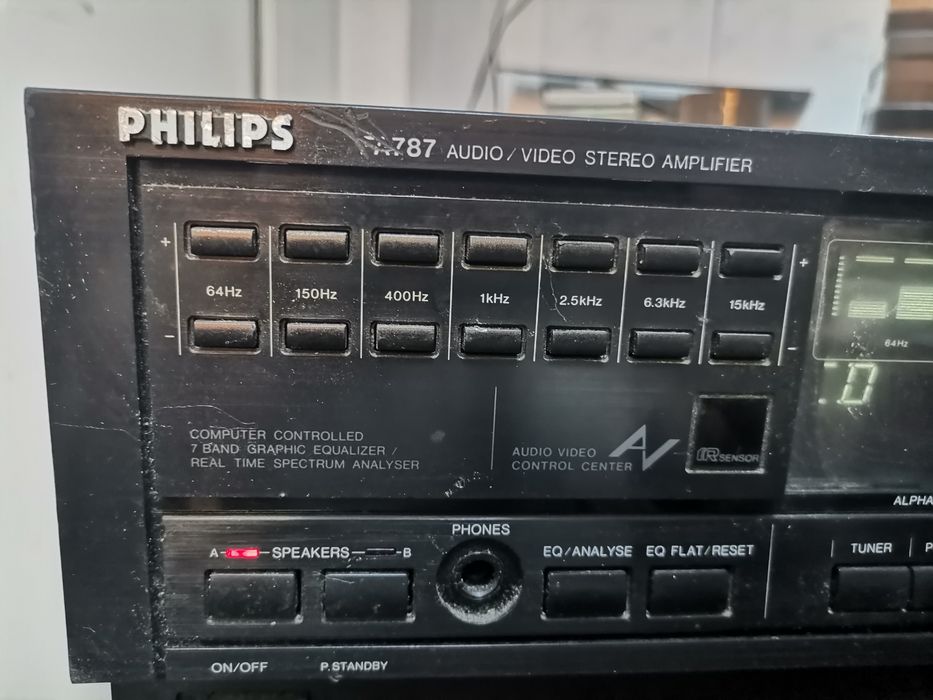 PHILIPS
787 AUDIO / VIDEO STEREO AMPLIFIER
+ +
64Hz 150Hz 400Hz 1kHz 2.5kHz 6.3kHz 15kHz
- -
64Hz
COMPUTER CONTROLLED
7 BAND GRAPHIC EQUALIZER /
REAL TIME SPECTRUM ANALYSER
AUDIO VIDEO
CONTROL CENTER
AV
IR SENSOR
ALPHA
PHONES
A SPEAKERS B
EQ/ANALYSE EQ FLAT/RESET
TUNER P
ON/OFF P.STANDBY